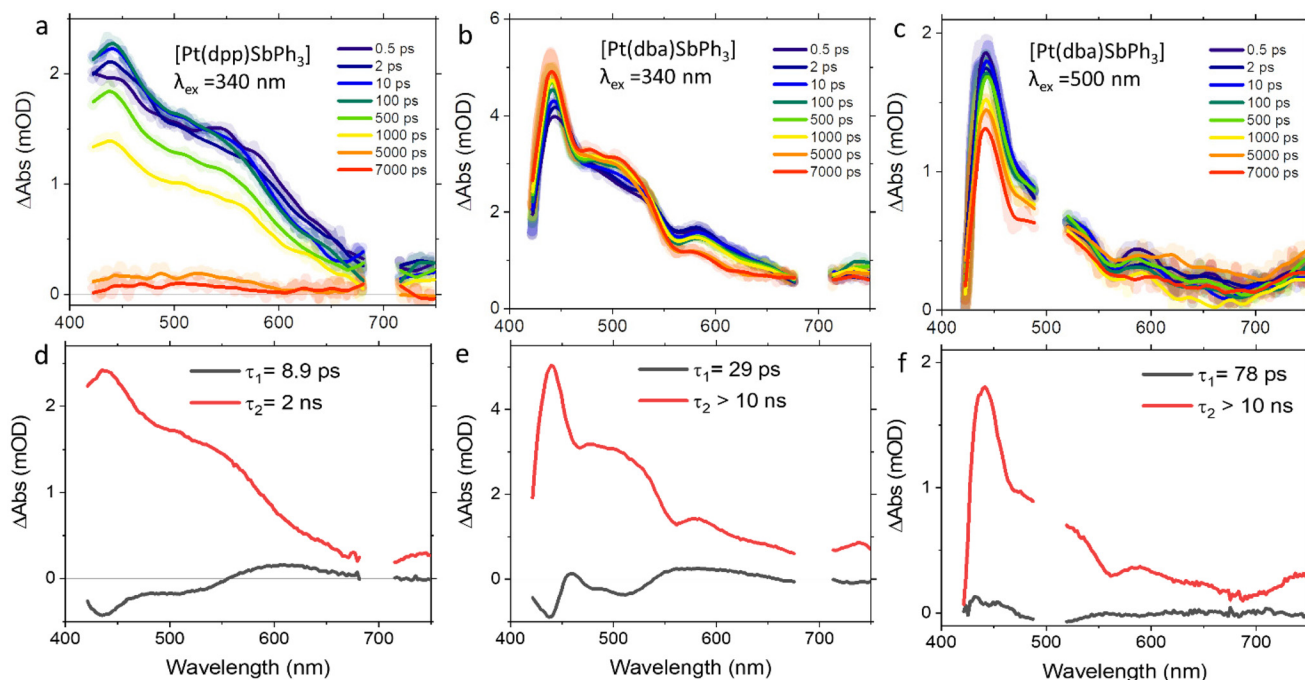 a
[Pt(dpp)SbPh3]
λex =340 nm
0.5 ps
2 ps
10 ps
100 ps
500 ps
1000 ps
5000 ps
7000 ps
ΔAbs (mOD)
2
1
0
400 500 600 700
b
[Pt(dba)SbPh3]
λex =340 nm
0.5 ps
2 ps
10 ps
100 ps
500 ps
1000 ps
5000 ps
7000 ps
ΔAbs (mOD)
6
4
2
0
400 500 600 700
c
[Pt(dba)SbPh3]
λex =500 nm
0.5 ps
2 ps
10 ps
100 ps
500 ps
1000 ps
5000 ps
7000 ps
ΔAbs (mOD)
2
1
0
400 500 600 700
d
τ1= 8.9 ps
τ2= 2 ns
ΔAbs (mOD)
2
1
0
400 500 600 700
Wavelength (nm)
e
τ1= 29 ps
τ2 > 10 ns
ΔAbs (mOD)
4
2
0
400 500 600 700
Wavelength (nm)
f
τ1= 78 ps
τ2 > 10 ns
ΔAbs (mOD)
2
1
0
400 500 600 700
Wavelength (nm)